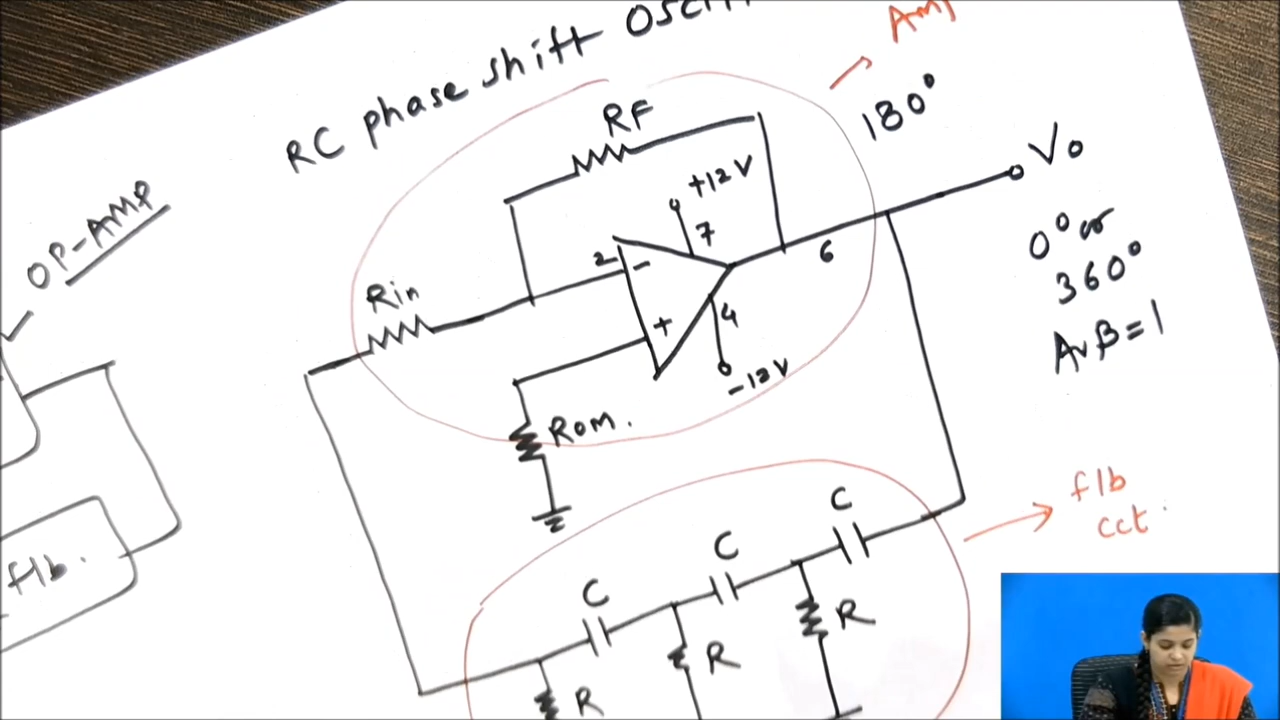 RC phase shift
Amp
180°
RF
+12V
Vo
OP-AMP
7
2
-
6
0° or
360°
Rin
+
4
-12V
AvB=1
Rom.
f/b
cct.
C
C
C
f/b.
R
R
R